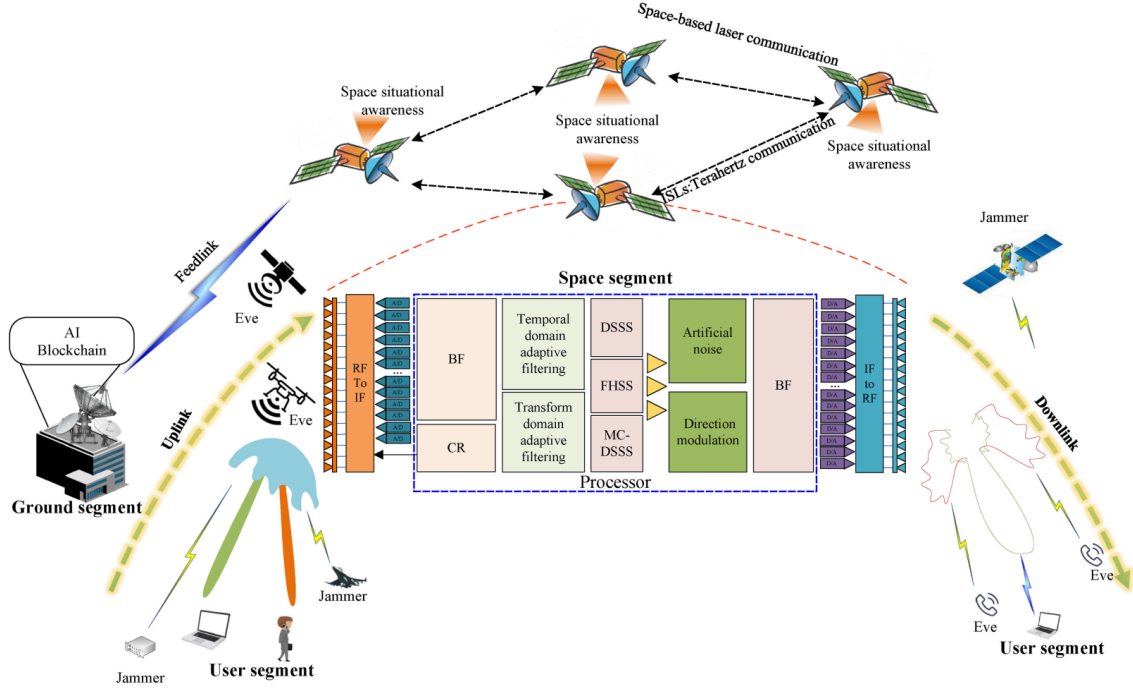 Space-based laser communication
Space situational
awareness
Space situational
awareness
Space situational
awareness
ISLs:Terahertz communication
Jammer
Feedlink
Eve
Space segment
AI
Blockchain
Eve
Uplink
Ground segment
RF
To
IF
A/D
A/D
A/D
A/D
A/D
A/D
...
A/D
A/D
A/D
A/D
A/D
A/D
BF
CR
Temporal
domain
adaptive
filtering
Transform
domain
adaptive
filtering
DSSS
FHSS
MC-
DSSS
Artificial
noise
Direction
modulation
BF
Processor
D/A
D/A
D/A
D/A
D/A
D/A
...
D/A
D/A
D/A
D/A
D/A
D/A
IF
to
RF
Downlink
Jammer
Jammer
User segment
Eve
Eve
User segment